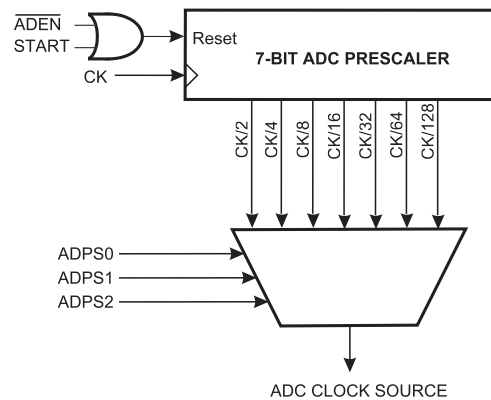 ADEN
START
Reset
7-BIT ADC PRESCALER
CK
CK/2
CK/4
CK/8
CK/16
CK/32
CK/64
CK/128
ADPS0
ADPS1
ADPS2
ADC CLOCK SOURCE